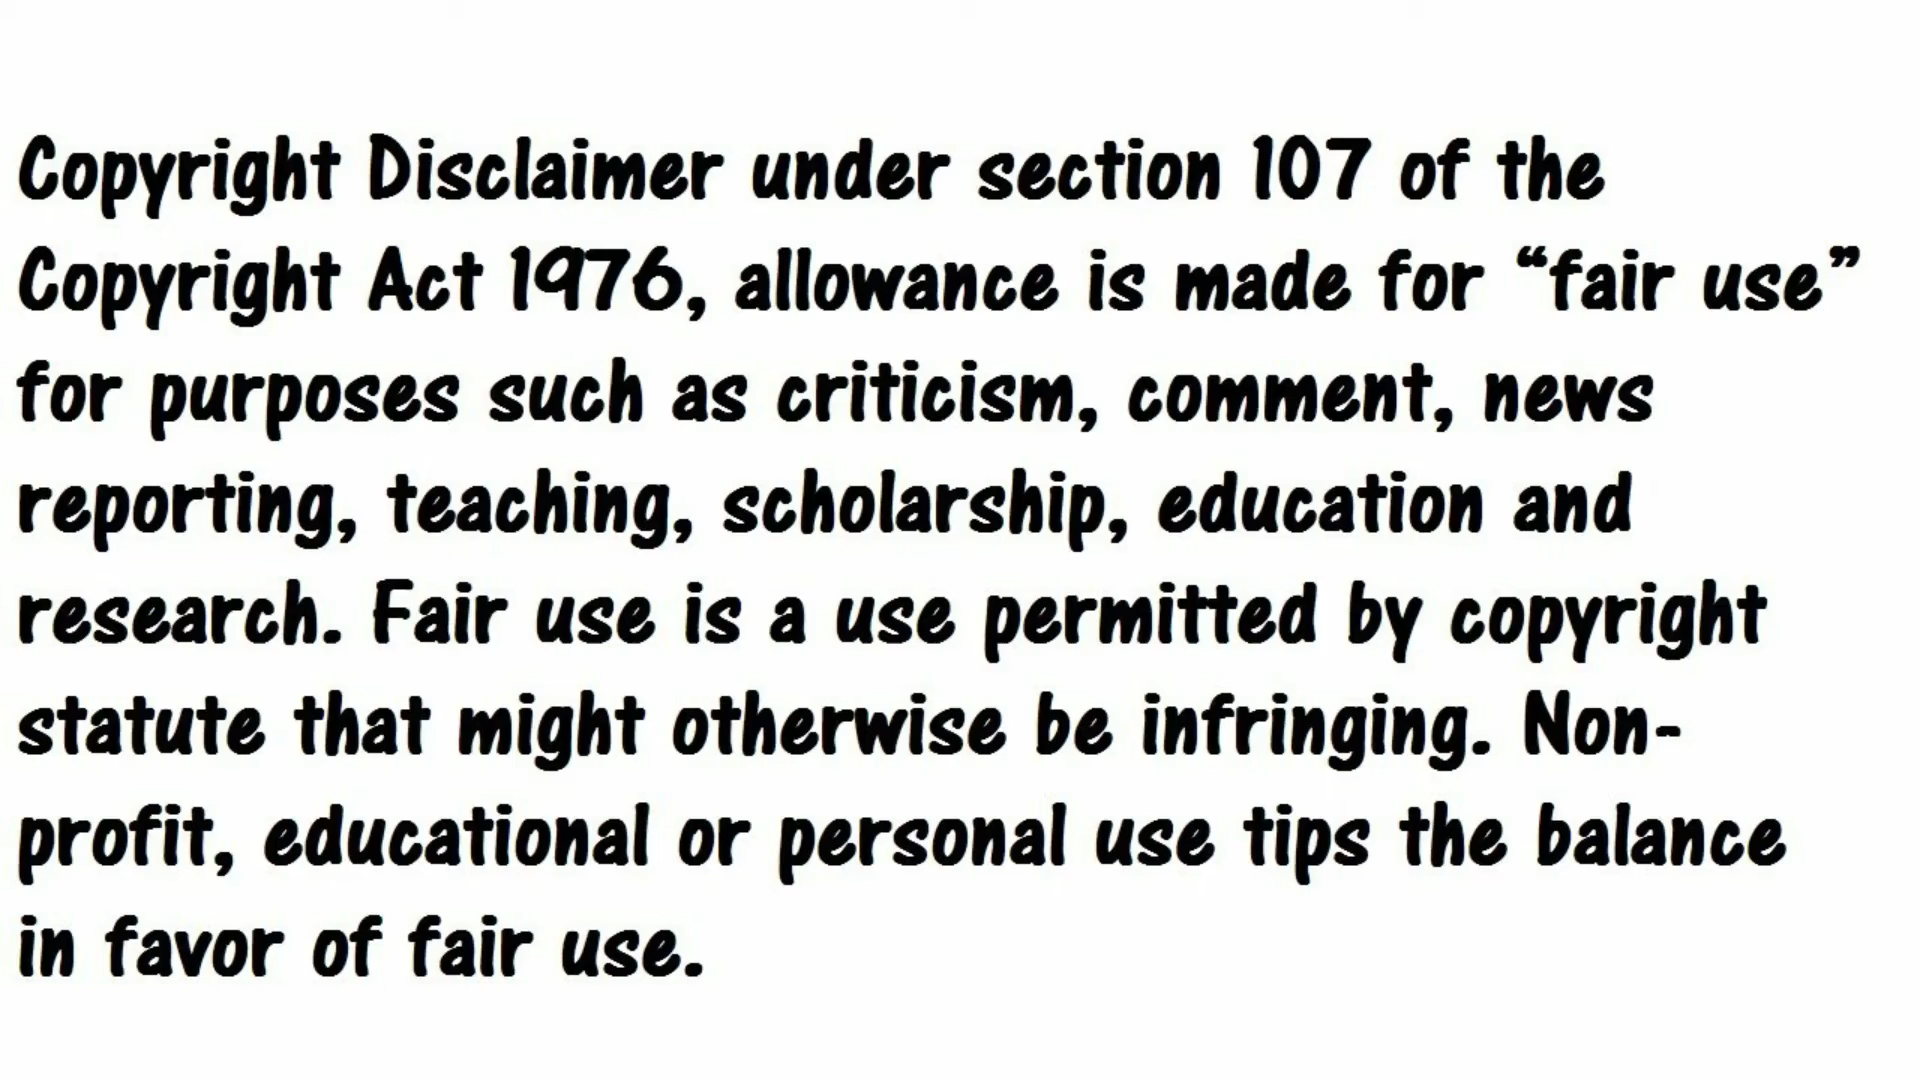 Copyright Disclaimer under section 107 of the
Copyright Act 1976, allowance is made for “fair use”
for purposes such as criticism, comment, news
reporting, teaching, scholarship, education and
research. Fair use is a use permitted by copyright
statute that might otherwise be infringing. Non-
profit, educational or personal use tips the balance
in favor of fair use.